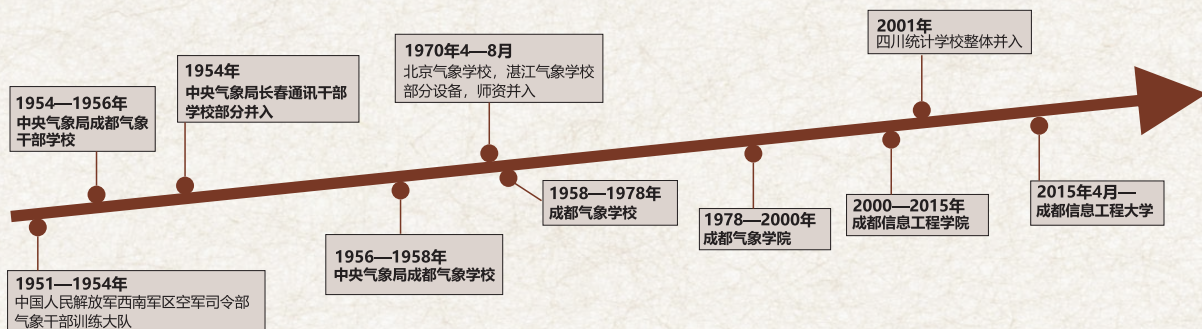 1951—1954年
中国人民解放军西南军区空军司令部
气象干部训练大队
1954—1956年
中央气象局成都气象
干部学校
1954年
中央气象局长春通讯干部
学校部分并入
1956—1958年
中央气象局成都气象学校
1970年4—8月
北京气象学校，湛江气象学校
部分设备，师资并入
1958—1978年
成都气象学校
1978—2000年
成都气象学院
2000—2015年
成都信息工程学院
2001年
四川统计学校整体并入
2015年4月—
成都信息工程大学